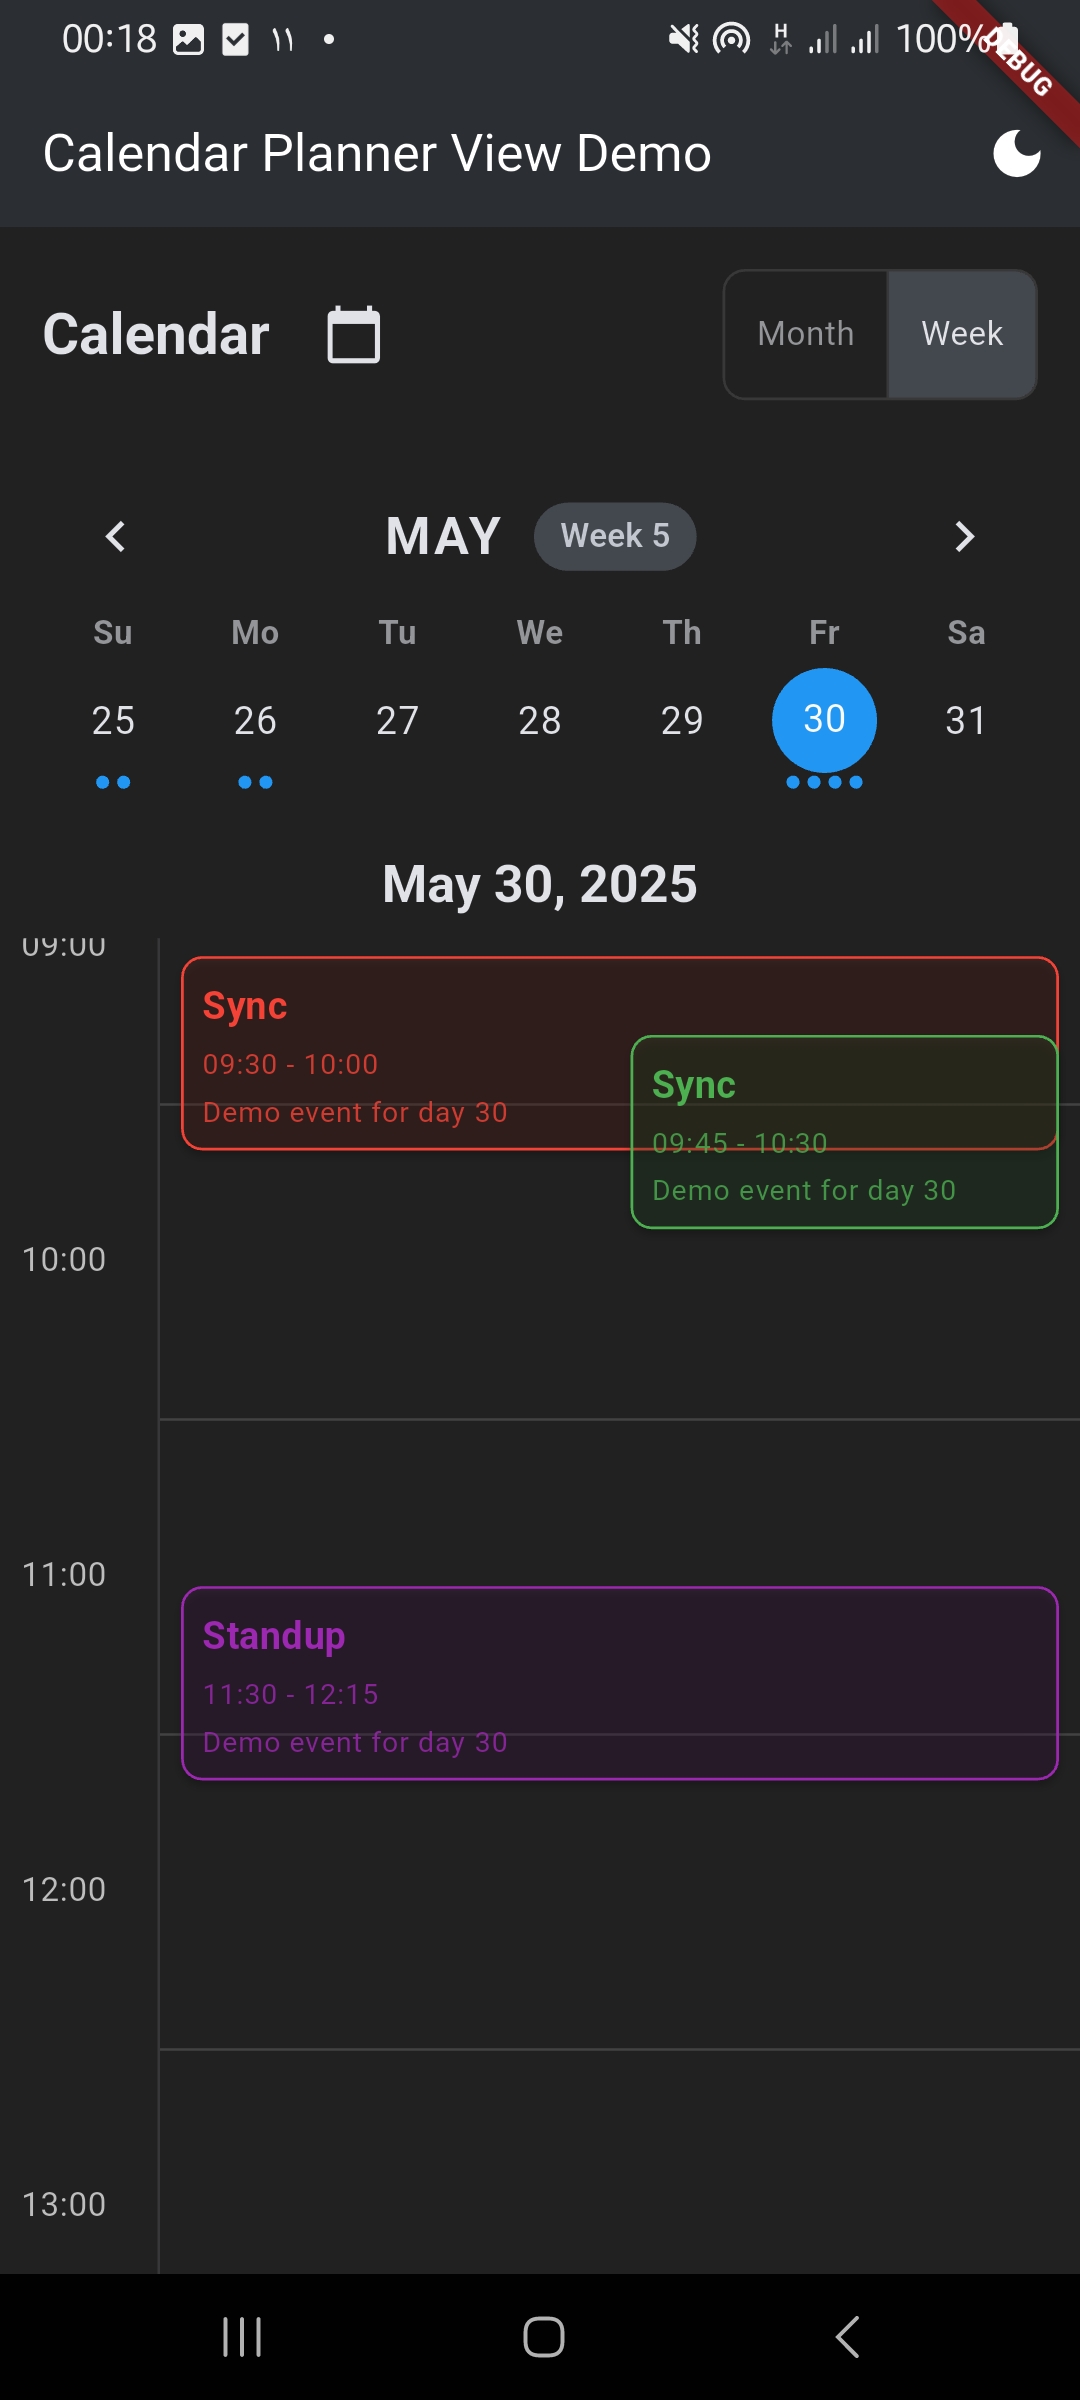 00:18 ١١ H 100%
DEBUG
Calendar Planner View Demo
Calendar
Month Week
MAY Week 5
Su Mo Tu We Th Fr Sa
25 26 27 28 29 30 31
May 30, 2025
09:00
Sync
09:30 - 10:00
Demo event for day 30
Sync
09:45 - 10:30
Demo event for day 30
10:00
11:00
Standup
11:30 - 12:15
Demo event for day 30
12:00
13:00